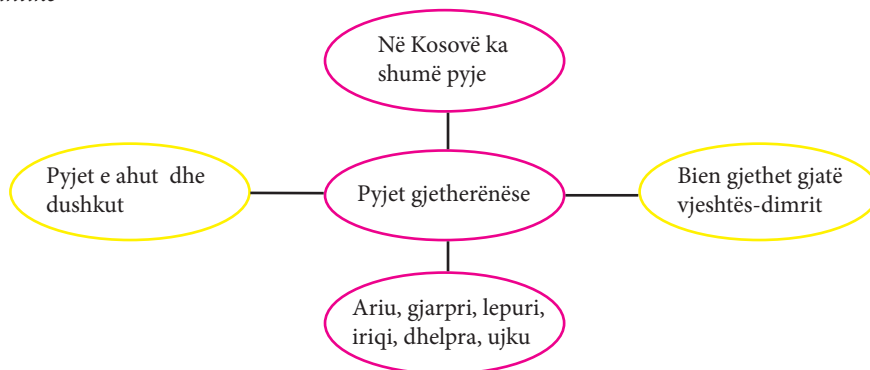 Në Kosovë ka
shumë pyje
Pyjet e ahut dhe
dushkut
Pyjet gjetherënëse
Bien gjethet gjatë
vjeshtës-dimrit
Ariu, gjarpri, lepuri,
iriqi, dhelpra, ujku